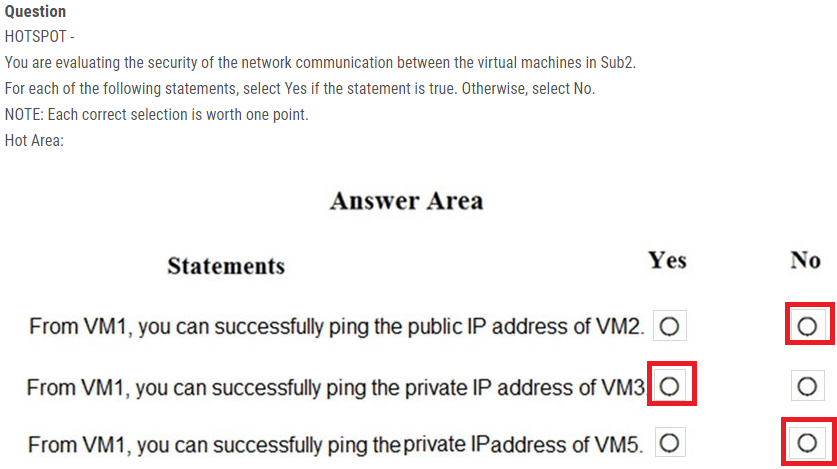 Question
HOTSPOT -
You are evaluating the security of the network communication between the virtual machines in Sub2.
For each of the following statements, select Yes if the statement is true. Otherwise, select No.
NOTE: Each correct selection is worth one point.
Hot Area:
Answer Area
Statements Yes No
From VM1, you can successfully ping the public IP address of VM2.
From VM1, you can successfully ping the private IP address of VM3
From VM1, you can successfully ping the private IP address of VM5.